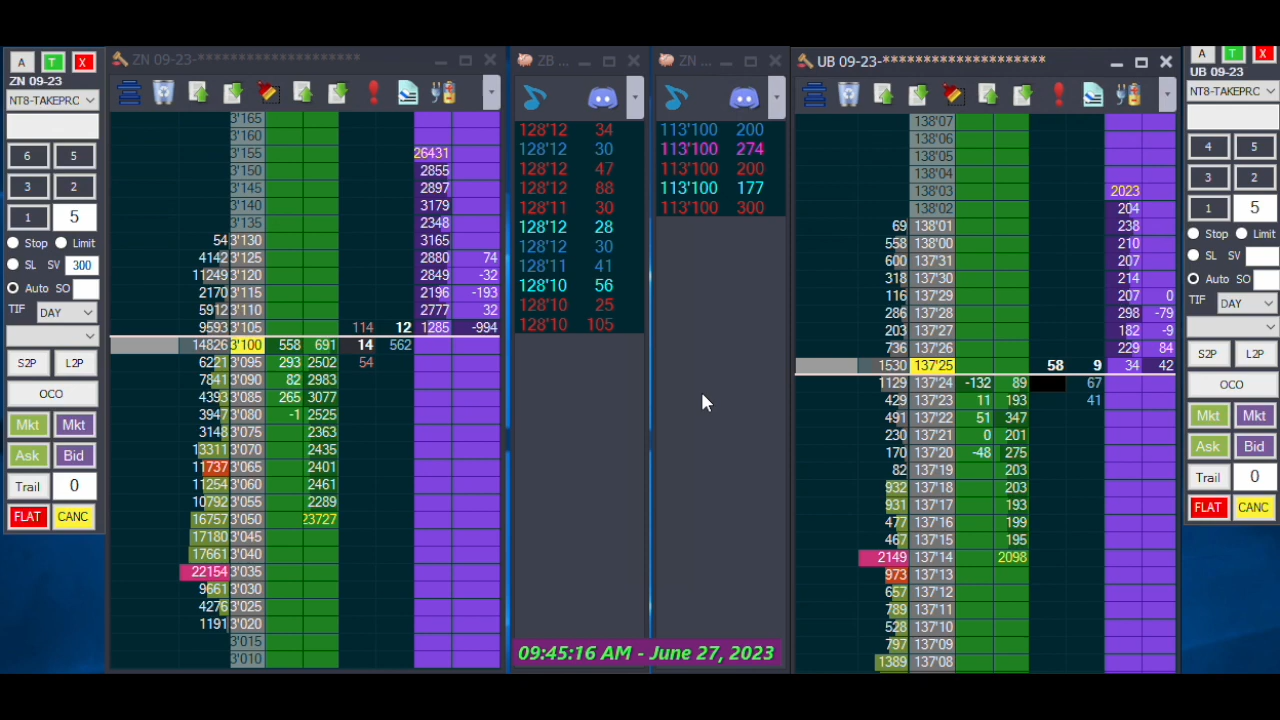 A T X
ZN 09-23
NT8-TAKEPRC
6 5
3 2
1 5
Stop Limit
SL SV 300
Auto SO
TIF DAY
S2P L2P
OCO
Mkt Mkt
Ask Bid
Trail 0
FLAT CANC
ZN 09-23-********************
3'165
3'160
3'155 26431
3'150 2855
3'145 2897
3'140 3179
3'135 2348
54 3'130 3165
4142 3'125 2880 74
11249 3'120 2849 -32
2170 3'115 2196 -193
5912 3'110 2777 32
9593 3'105 114 12 1285 -994
14826 3'100 558 691 14 562
6221 3'095 293 2502 54
7841 3'090 82 2983
4393 3'085 265 3077
3947 3'080 -1 2525
3148 3'075 2363
13311 3'070 2435
11737 3'065 2401
11254 3'060 2461
10792 3'055 2289
16757 3'050 23727
17180 3'045
17661 3'040
22154 3'035
9661 3'030
4276 3'025
1191 3'020
3'015
3'010
ZB ...
128'12 34
128'12 30
128'12 47
128'12 88
128'11 30
128'12 28
128'12 30
128'11 41
128'10 56
128'10 25
128'10 105
ZN ...
113'100 200
113'100 274
113'100 200
113'100 177
113'100 300
09:45:16 AM - June 27, 2023
UB 09-23-********************
138'07
138'06
138'05
138'04
138'03 2023
138'02 204
69 138'01 238
558 138'00 210
600 137'31 207
318 137'30 214
116 137'29 207 0
286 137'28 298 -79
203 137'27 182 -9
736 137'26 229 84
1530 137'25 58 9 34 42
1129 137'24 -132 89 67
429 137'23 11 193 41
491 137'22 51 347
230 137'21 0 201
170 137'20 -48 275
82 137'19 203
932 137'18 203
931 137'17 193
477 137'16 199
467 137'15 195
2149 137'14 2098
973 137'13
657 137'12
789 137'11
528 137'10
797 137'09
1389 137'08
A T X
UB 09-23
NT8-TAKEPRC
4 5
3 2
1 5
Stop Limit
SL SV
Auto SO
TIF DAY
S2P L2P
OCO
Mkt Mkt
Ask Bid
Trail 0
FLAT CANC